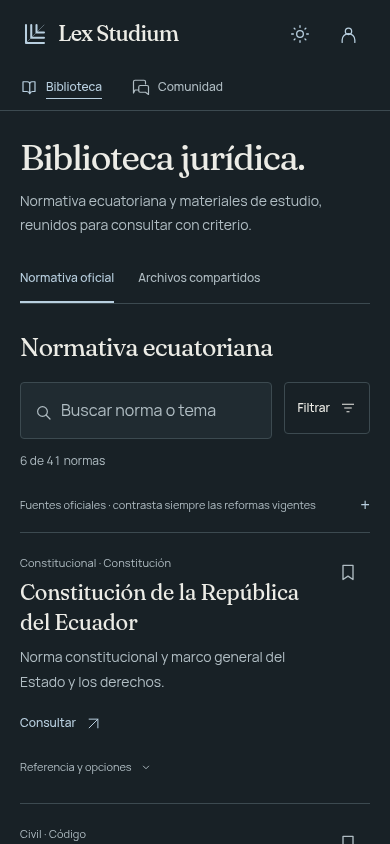 Lex Studium
Biblioteca
Comunidad
Biblioteca jurídica.
Normativa ecuatoriana y materiales de estudio,
reunidos para consultar con criterio.
Normativa oficial
Archivos compartidos
Normativa ecuatoriana
Buscar norma o tema
Filtrar
6 de 41 normas
Fuentes oficiales · contrasta siempre las reformas vigentes +
Constitucional · Constitución
Constitución de la República
del Ecuador
Norma constitucional y marco general del
Estado y los derechos.
Consultar
Referencia y opciones
Civil · Código